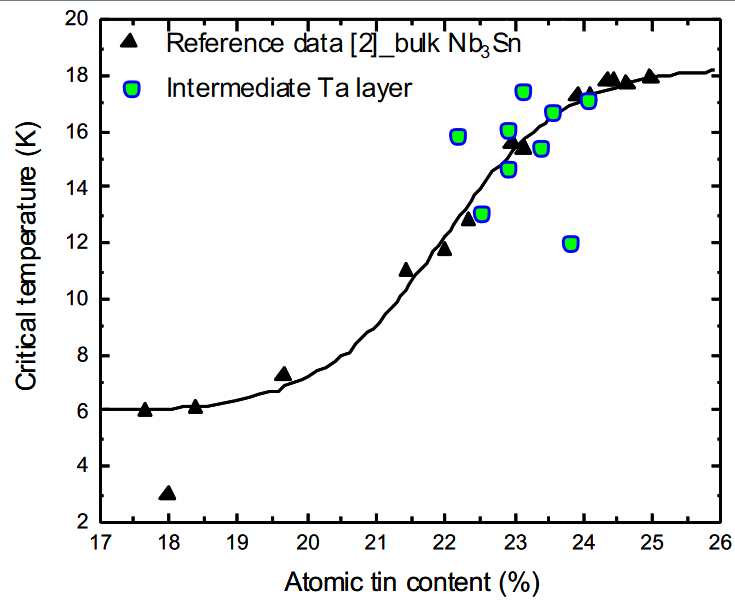 Reference data [2]_bulk Nb₃Sn
Intermediate Ta layer
20
18
16
14
12
10
8
6
4
2
Critical temperature (K)
17 18 19 20 21 22 23 24 25 26
Atomic tin content (%)